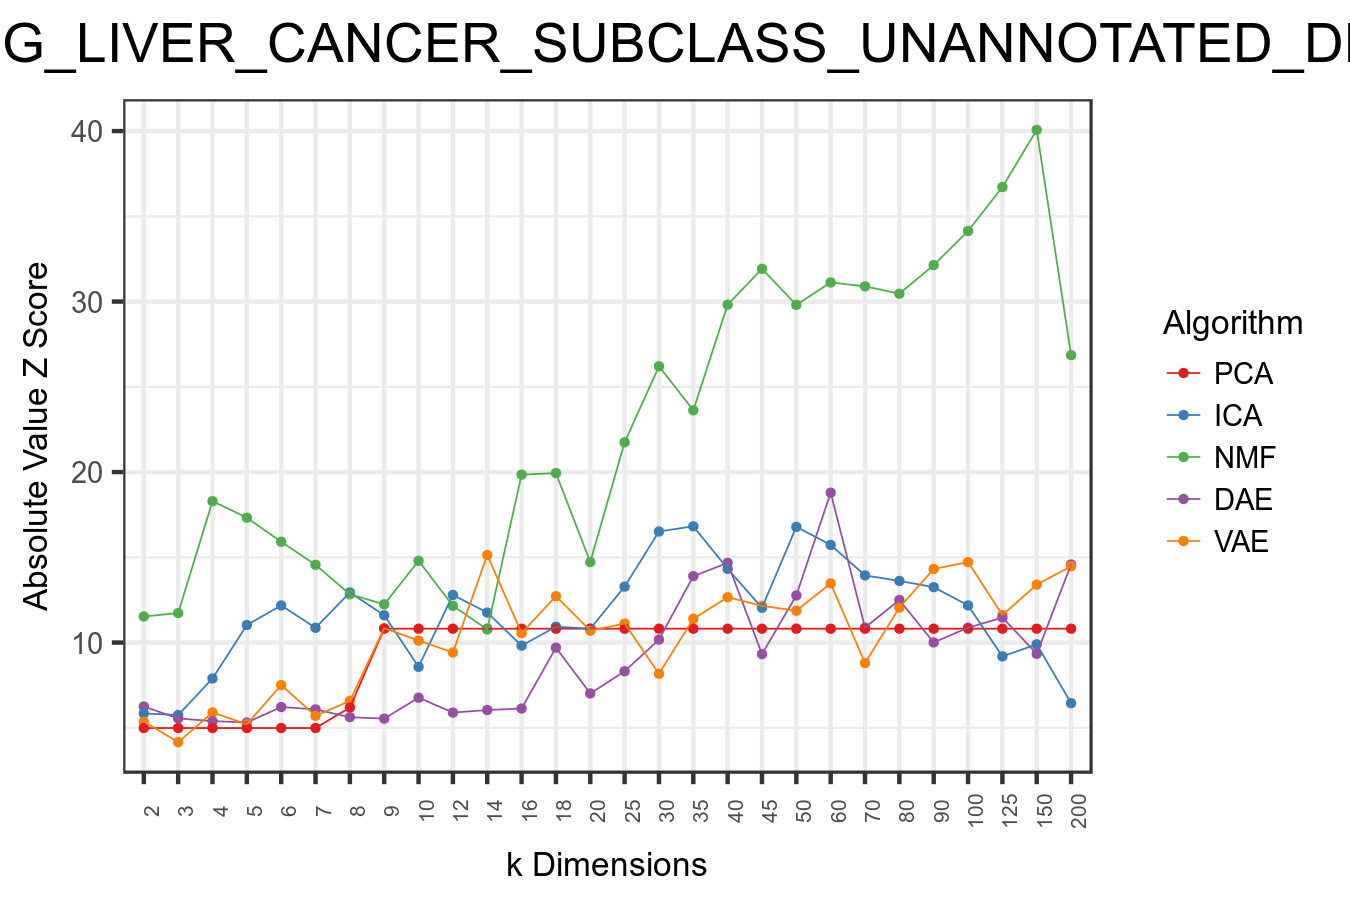 G_LIVER_CANCER_SUBCLASS_UNANNOTATED_D
40
30
20
10
Absolute Value Z Score
2 3 4 5 6 7 8 9 10 12 14 16 18 20 25 30 35 40 45 50 60 70 80 90 100 125 150 200
k Dimensions
Algorithm
PCA
ICA
NMF
DAE
VAE